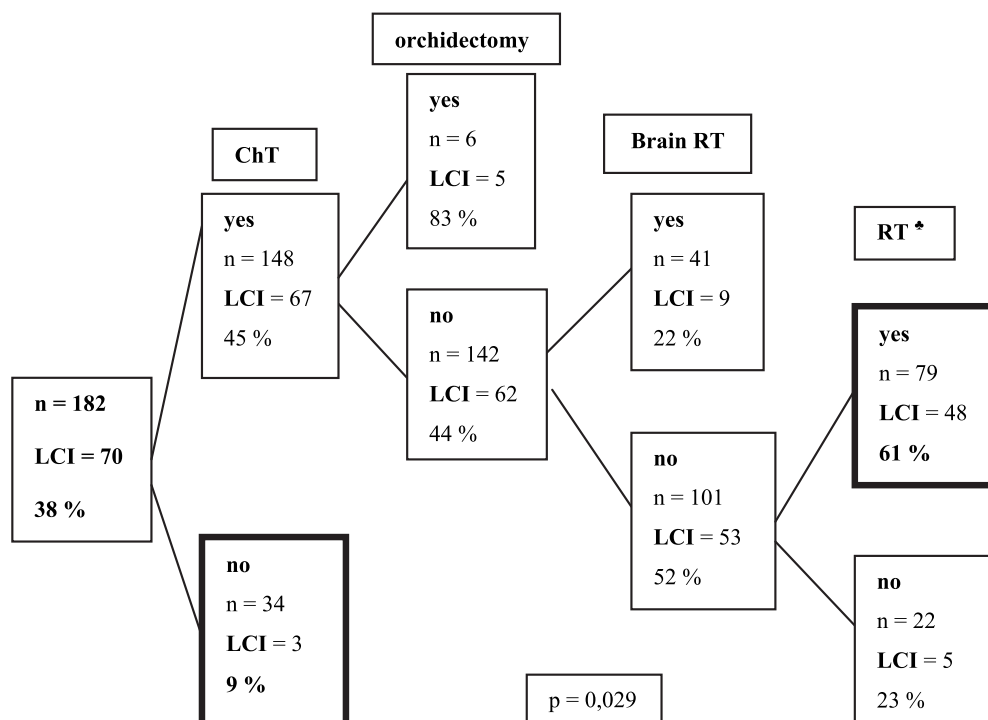 orchidectomy
yes
n = 6
LCI = 5
83 %
ChT
yes
n = 148
LCI = 67
45 %
Brain RT
yes
n = 41
LCI = 9
22 %
RT ♣
yes
n = 79
LCI = 48
61 %
no
n = 142
LCI = 62
44 %
n = 182
LCI = 70
38 %
no
n = 101
LCI = 53
52 %
no
n = 34
LCI = 3
9 %
no
n = 22
LCI = 5
23 %
p = 0,029